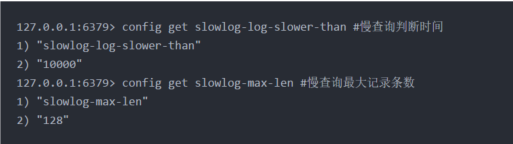 127.0.0.1:6379> config get slowlog-log-slower-than #慢查询判断时间
1) "slowlog-log-slower-than"
2) "10000"
127.0.0.1:6379> config get slowlog-max-len #慢查询最大记录条数
1) "slowlog-max-len"
2) "128"